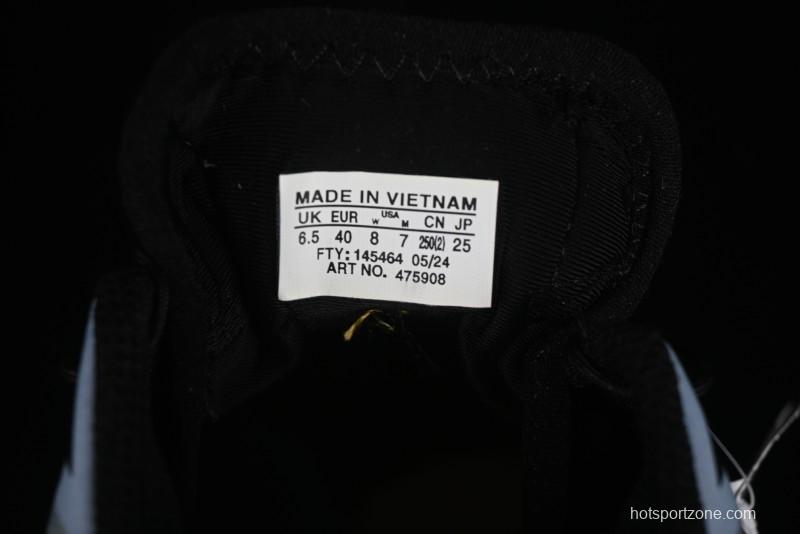 MADE IN VIETNAM
UK EUR W USA M CN JP
6.5 40 8 7 250(2) 25
FTY: 145464 05/24
ART NO. 475908
hotsportzone.com